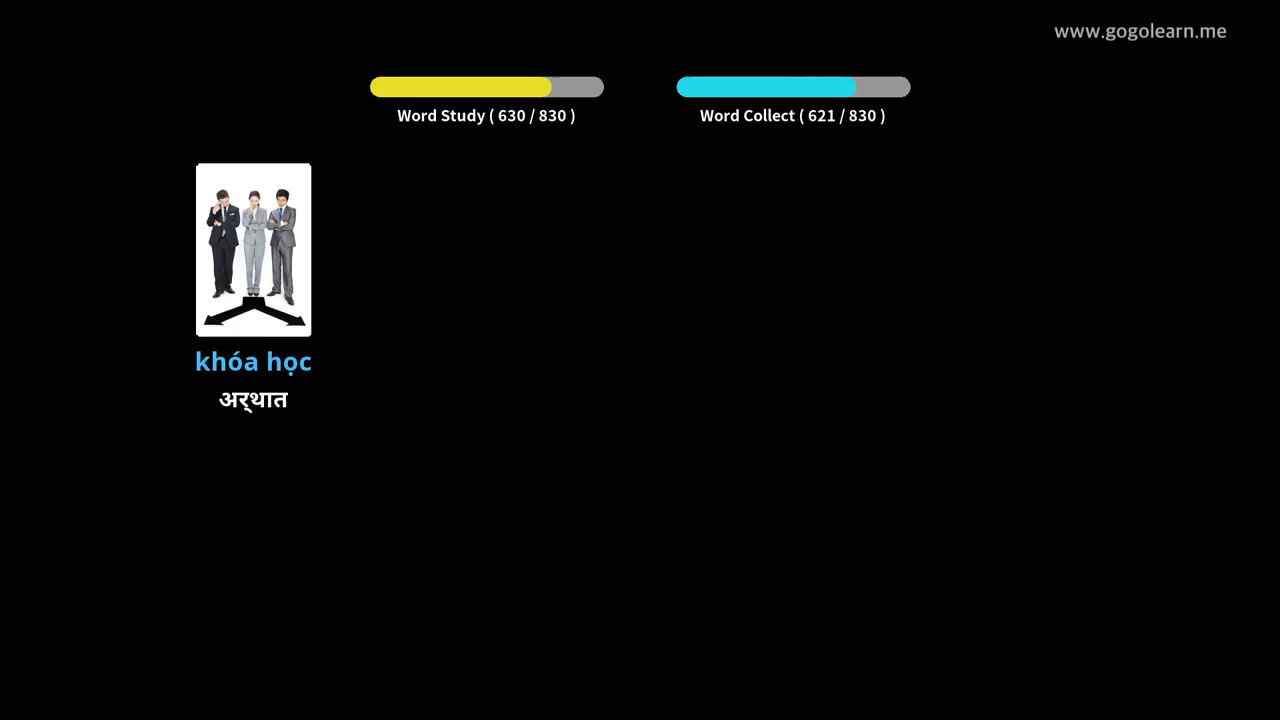 www.gogolearn.me
Word Study ( 630 / 830 )
Word Collect ( 621 / 830 )
khóa học
अर्थात